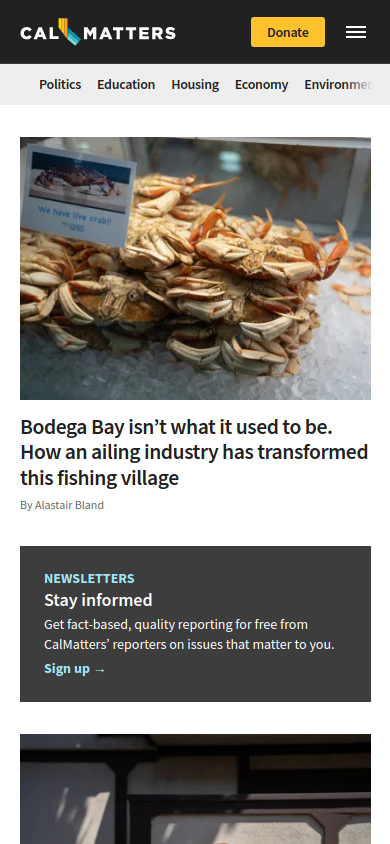 CAL MATTERS
Donate
Politics Education Housing Economy Environmen
We have live crab!!
Bodega Bay isn’t what it used to be.
How an ailing industry has transformed
this fishing village
By Alastair Bland
NEWSLETTERS
Stay informed
Get fact-based, quality reporting for free from
CalMatters’ reporters on issues that matter to you.
Sign up →